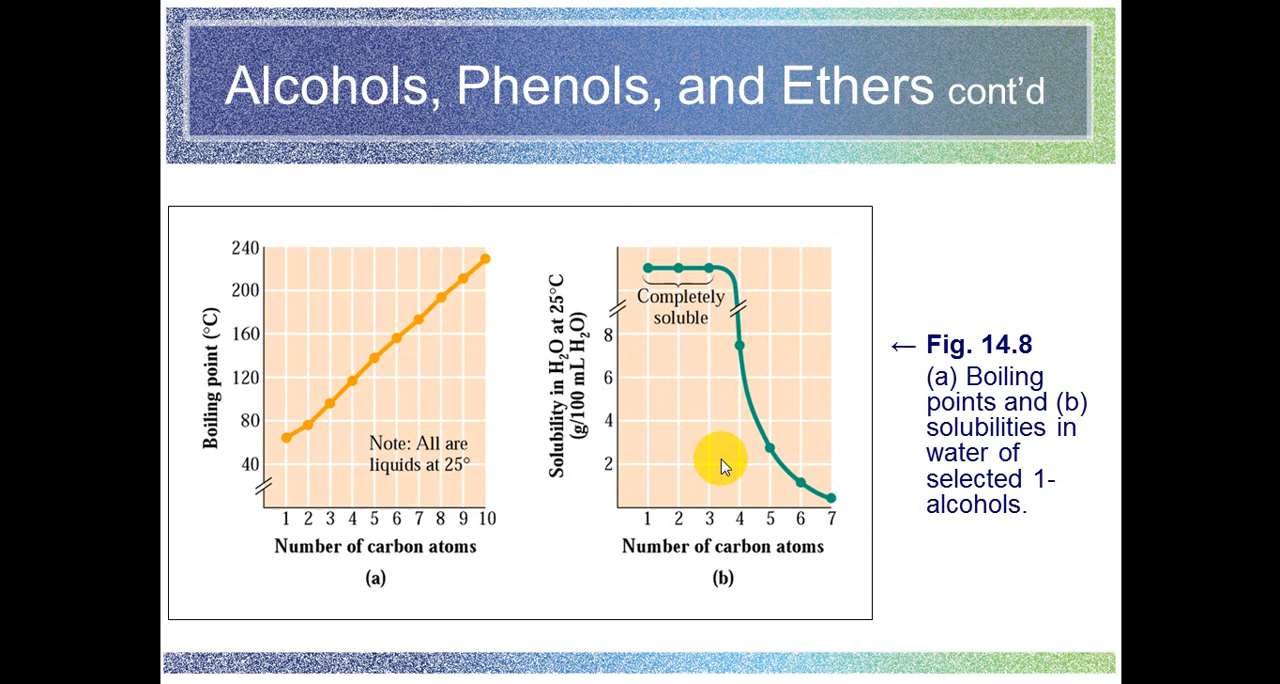 Alcohols, Phenols, and Ethers cont'd
240
200
160
120
80
40
Boiling point (°C)
Note: All are
liquids at 25°
1 2 3 4 5 6 7 8 9 10
Number of carbon atoms
(a)
Solubility in H₂O at 25°C
(g/100 mL H₂O)
Completely
soluble
8
6
4
2
1 2 3 4 5 6 7
Number of carbon atoms
(b)
← Fig. 14.8
(a) Boiling
points and (b)
solubilities in
water of
selected 1-
alcohols.